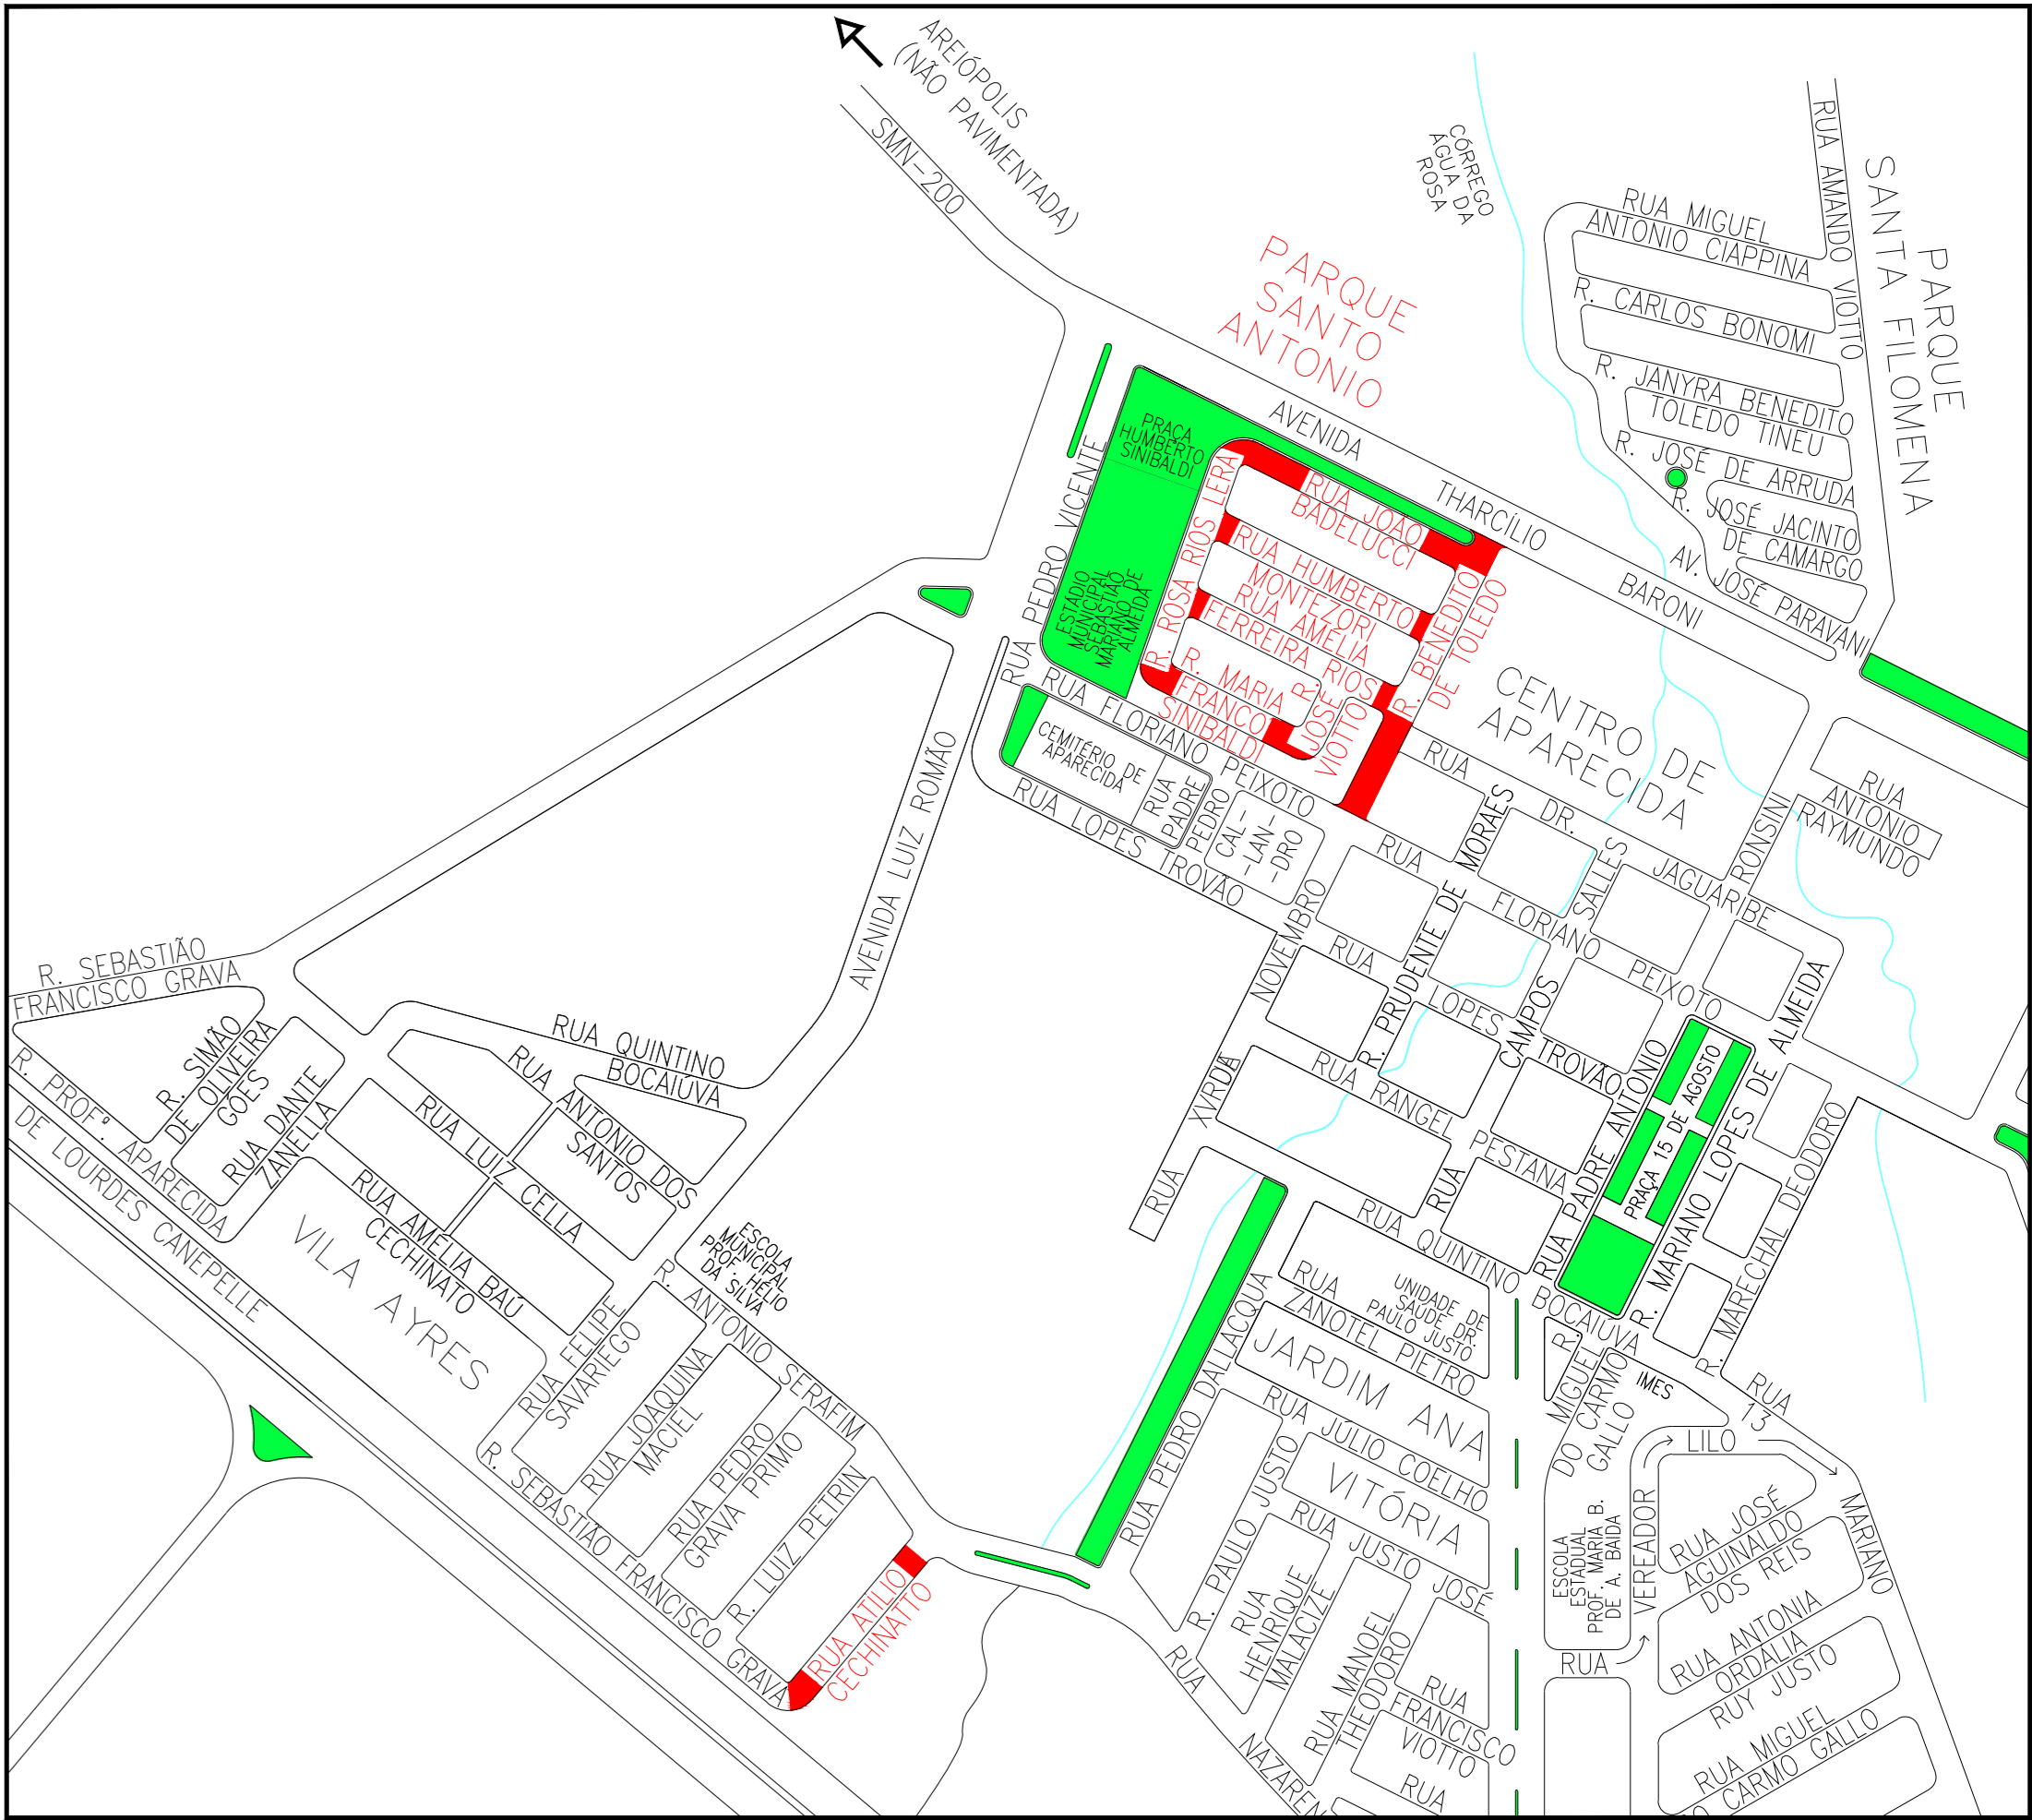 AREIÓPOLIS
(NÃO PAVIMENTADA)
SMN-200
CÓRREGO
ÁGUA DA
ROSA
RUA AMANDO VIOTTO
PARQUE
SANTA FILOMENA
RUA MIGUEL
ANTONIO CIAPPINA
R. CARLOS BONOMI
R. JANYRA BENEDITO
TOLEDO TINEU
R. JOSÉ DE ARRUDA
R. JOSÉ JACINTO
DE CAMARGO
AV. JOSÉ PARAVANI
PARQUE
SANTO
ANTONIO
AVENIDA THARCÍLIO BARONI
PRAÇA
HUMBERTO
SINIBALDI
ESTÁDIO
MUNICIPAL
SEBASTIÃO
MARIANO DE
ALMEIDA
RUA PEDRO VICENTE
R. ROSA RIOS LERA
RUA JOÃO
BADELUCCI
RUA HUMBERTO
MONTEZORI
RUA AMÉLIA
FERREIRA RIOS
R. MARIA
FRANCO
SINIBALDI
R.
JOSÉ
VIOTTO
R. BENEDITO
DE TOLEDO
CENTRO DE
APARECIDA
RUA FLORIANO PEIXOTO
CEMITÉRIO DE
APARECIDA
RUA
PADRE
PEDRO
CAL-
-LAN-
-DRO
RUA LOPES TROVÃO
RUA DR. JAGUARIBE
RONSINI
RUA
ANTONIO
RAYMUNDO
RUA FLORIANO PEIXOTO
R. PRUDENTE DE MORAES
CAMPOS SALLES
RUA
RUA LOPES TROVÃO
RUA XV DE NOVEMBRO
RUA RANGEL PESTANA
RUA QUINTINO BOCAIUVA
RUA PADRE ANTONIO
PRAÇA 15 DE AGOSTO
R. MARIANO LOPES DE ALMEIDA
R. MARECHAL DEODORO
AVENIDA LUIZ ROMÃO
R. SEBASTIÃO
FRANCISCO GRAVA
R. SIMÃO
DE OLIVEIRA
GÓES
RUA DANTE
ZANELLA
R. PROFª. APARECIDA
DE LOURDES CANEPELLE
RUA QUINTINO
BOCAIUVA
RUA ANTONIO DOS
SANTOS
RUA LUIZ CELLA
RUA AMÉLIA BAÚ
CECHINATO
VILA AYRES
ESCOLA
MUNICIPAL
PROF. HÉLIO
DA SILVA
R. ANTONIO SERAFIM
RUA FELIPE
SAVARIEGO
RUA JOAQUINA
MACIEL
RUA PEDRO
GRAVA PRIMO
R. LUIZ PETRIN
R. SEBASTIÃO FRANCISCO GRAVA
RUA ATILIO
CECHINATTO
RUA PEDRO DALLACQUA
RUA
ZANOTEL PIETRO
UNIDADE DE
SAÚDE DR.
PAULO JUSTO
JARDIM ANA
VITÓRIA
RUA JÚLIO COELHO
RUA JUSTO JOSÉ
R. PAULO JUSTO
RUA
HENRIQUE
MALACIZE
RUA MANOEL
THEODORO
RUA
FRANCISCO
VIOTTO
RUA
RUA
NAZAREN
R.
MIGUEL
DO CARMO
GALLO
IMES
RUA
13
LILO
MARIANO
VEREADOR
RUA
ESCOLA
ESTADUAL
PROF. MARIA B.
DE A. BAIDA
RUA JOSÉ
AGUINALDO
DOS REIS
RUA ANTONIA
ORDALIA
RUY JUSTO
RUA MIGUEL
O CARMO GALLO